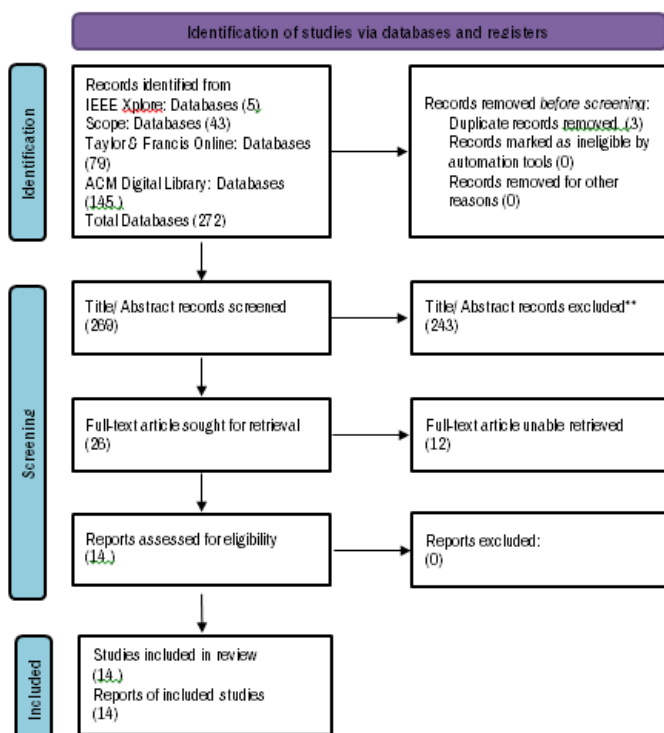 Identification of studies via databases and registers
Identification
Records identified from
IEEE Xplore: Databases (5)
Scope: Databases (43)
Taylor & Francis Online: Databases
(79)
ACM Digital Library: Databases
(145.)
Total Databases (272)
Records removed before screening:
Duplicate records removed (3)
Records marked as ineligible by
automation tools (0)
Records removed for other
reasons (0)
Screening
Title/ Abstract records screened
(269)
Title/ Abstract records excluded**
(243)
Full-text article sought for retrieval
(26)
Full-text article unable retrieved
(12)
Reports assessed for eligibility
(14.)
Reports excluded:
(0)
Included
Studies included in review
(14.)
Reports of included studies
(14)